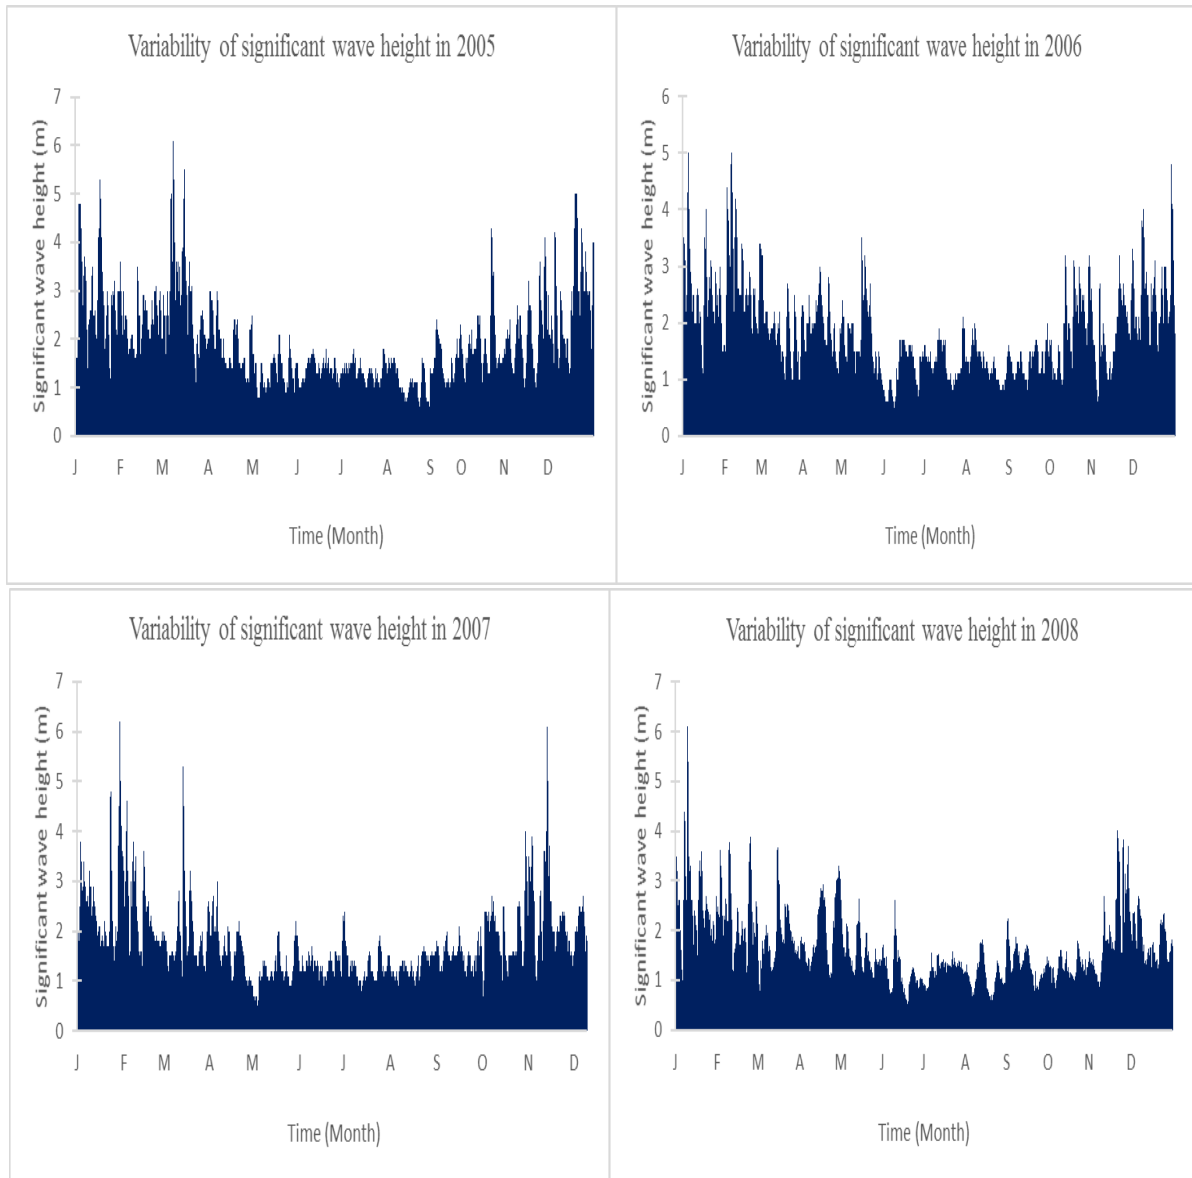 Variability of significant wave height in 2005
Significant wave height (m)
7
6
5
4
3
2
1
0
J F M A M J J A S O N D
Time (Month)
Variability of significant wave height in 2006
Significant wave height (m)
6
5
4
3
2
1
0
J F M A M J J A S O N D
Time (Month)
Variability of significant wave height in 2007
Significant wave height (m)
7
6
5
4
3
2
1
0
J F M A M J J A S O D
Time (Month)
Variability of significant wave height in 2008
Significant wave height (m)
7
6
5
4
3
2
1
0
J F M A M J J A S O N D
Time (Month)